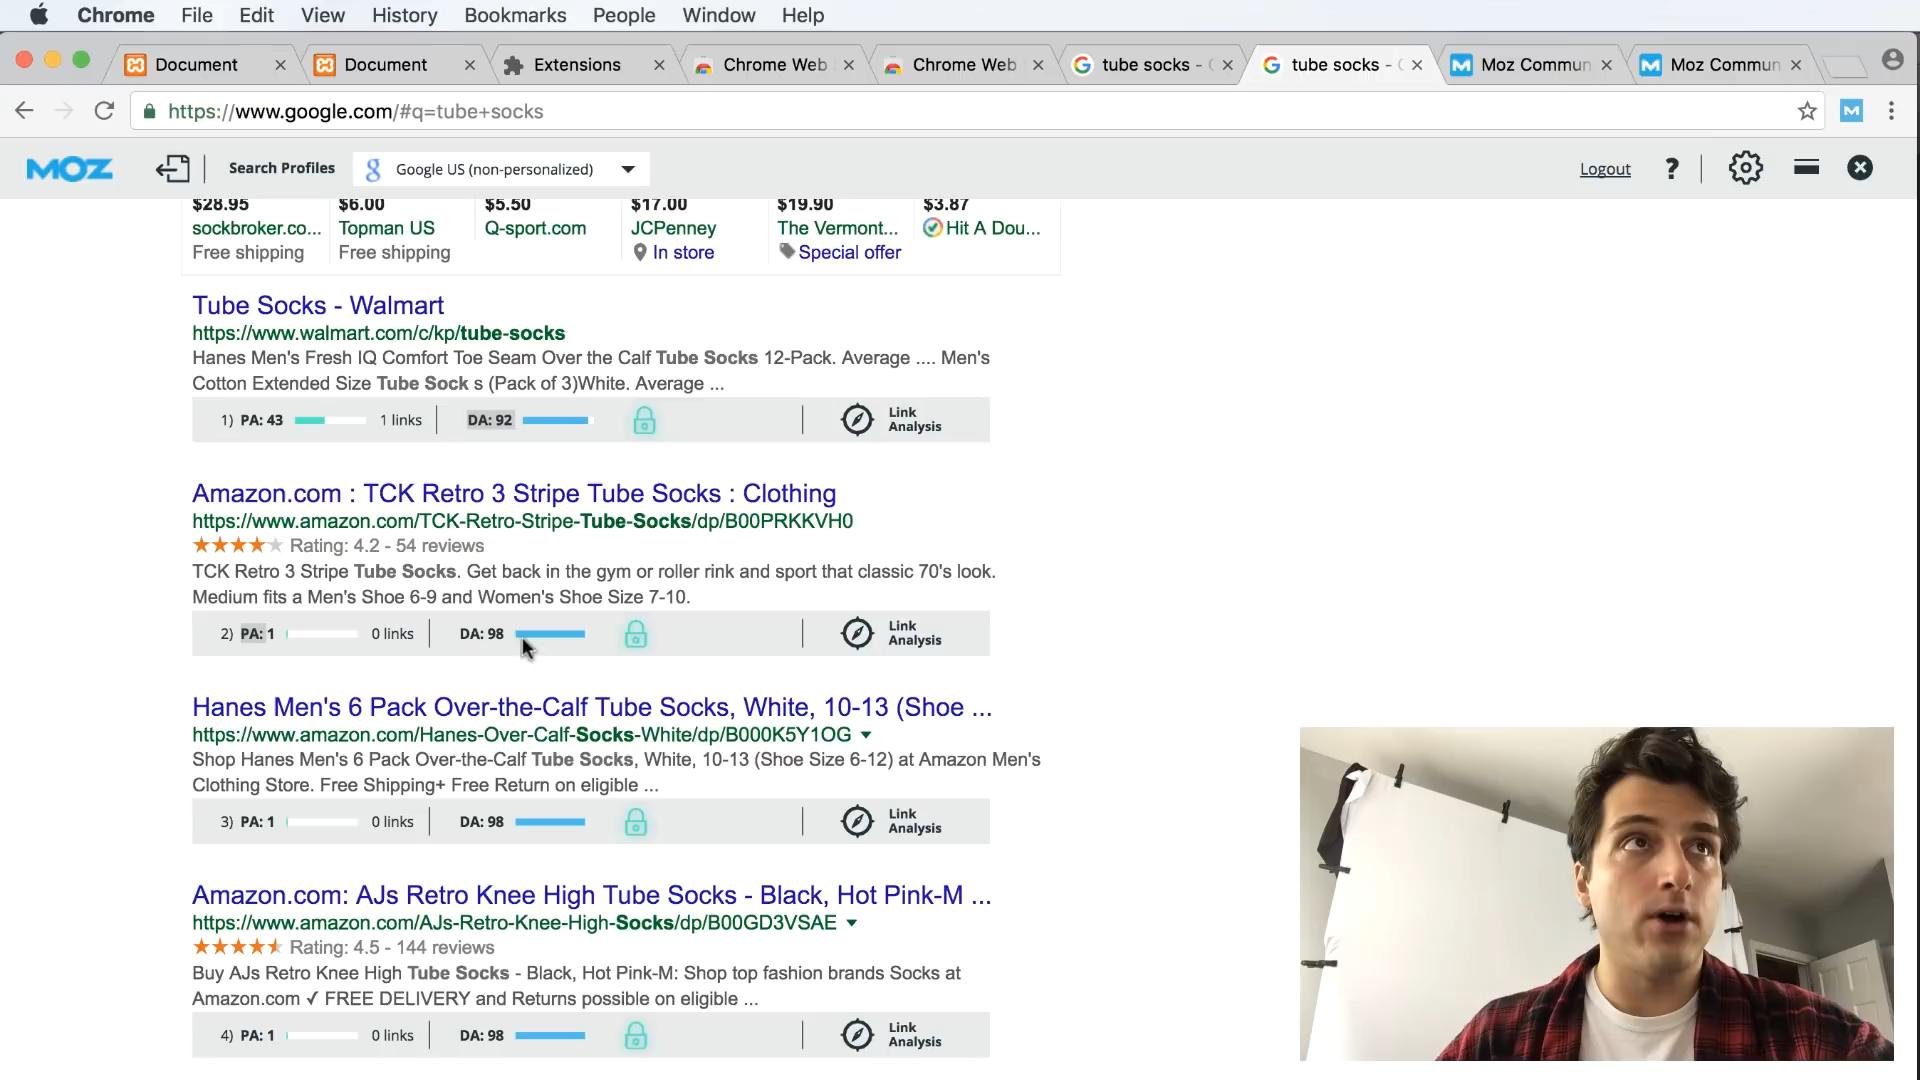 Chrome File Edit View History Bookmarks People Window Help
Document Document Extensions Chrome Web Chrome Web tube socks - tube socks - Moz Commun Moz Commun
https://www.google.com/#q=tube+socks
MOZ Search Profiles Google US (non-personalized) Logout ?
$28.95 $6.00 $5.50 $17.00 $19.90 $3.87
sockbroker.co... Topman US Q-sport.com JCPenney The Vermont... Hit A Dou...
Free shipping Free shipping In store Special offer
Tube Socks - Walmart
https://www.walmart.com/c/kp/tube-socks
Hanes Men's Fresh IQ Comfort Toe Seam Over the Calf Tube Socks 12-Pack. Average .... Men's
Cotton Extended Size Tube Sock s (Pack of 3)White. Average ...
1) PA: 43 1 links DA: 92 Link
Analysis
Amazon.com : TCK Retro 3 Stripe Tube Socks : Clothing
https://www.amazon.com/TCK-Retro-Stripe-Tube-Socks/dp/B00PRKKVH0
Rating: 4.2 - 54 reviews
TCK Retro 3 Stripe Tube Socks. Get back in the gym or roller rink and sport that classic 70's look.
Medium fits a Men's Shoe 6-9 and Women's Shoe Size 7-10.
2) PA: 1 0 links DA: 98 Link
Analysis
Hanes Men's 6 Pack Over-the-Calf Tube Socks, White, 10-13 (Shoe ...
https://www.amazon.com/Hanes-Over-Calf-Socks-White/dp/B000K5Y1OG
Shop Hanes Men's 6 Pack Over-the-Calf Tube Socks, White, 10-13 (Shoe Size 6-12) at Amazon Men's
Clothing Store. Free Shipping+ Free Return on eligible ...
3) PA: 1 0 links DA: 98 Link
Analysis
Amazon.com: AJs Retro Knee High Tube Socks - Black, Hot Pink-M ...
https://www.amazon.com/AJs-Retro-Knee-High-Socks/dp/B00GD3VSAE
Rating: 4.5 - 144 reviews
Buy AJs Retro Knee High Tube Socks - Black, Hot Pink-M: Shop top fashion brands Socks at
Amazon.com ✓ FREE DELIVERY and Returns possible on eligible ...
4) PA: 1 0 links DA: 98 Link
Analysis